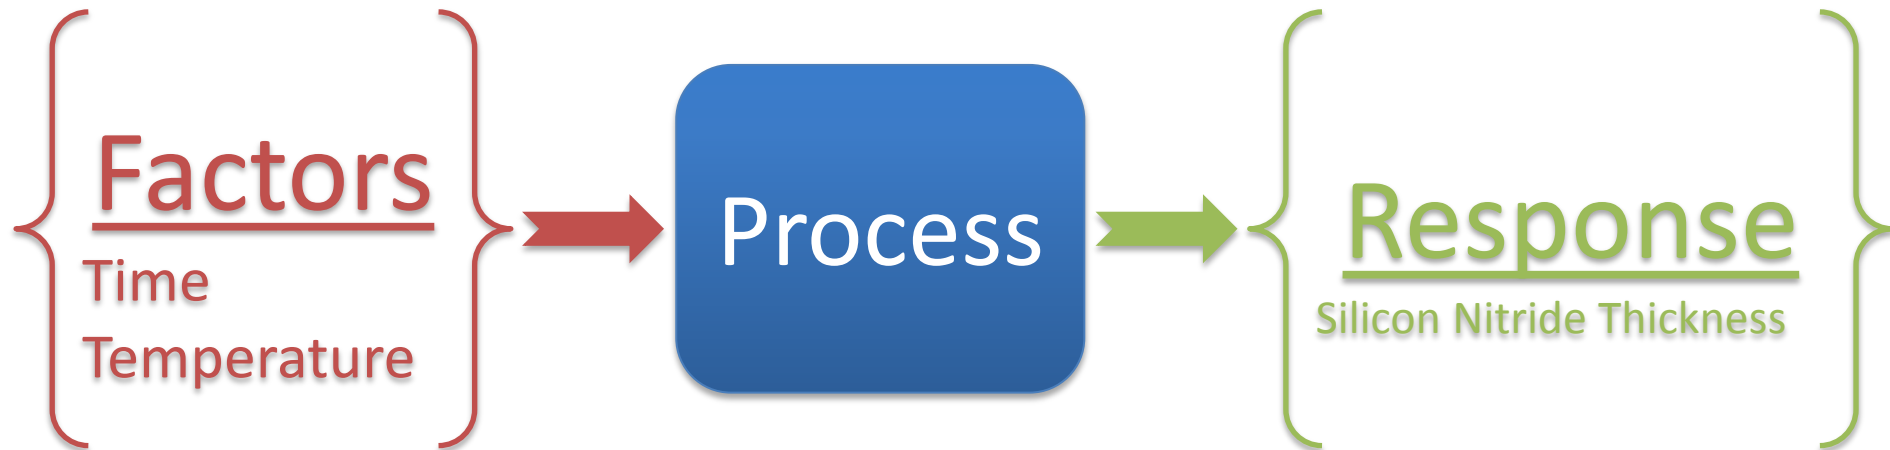 Factors
Time
Temperature
Process
Response
Silicon Nitride Thickness